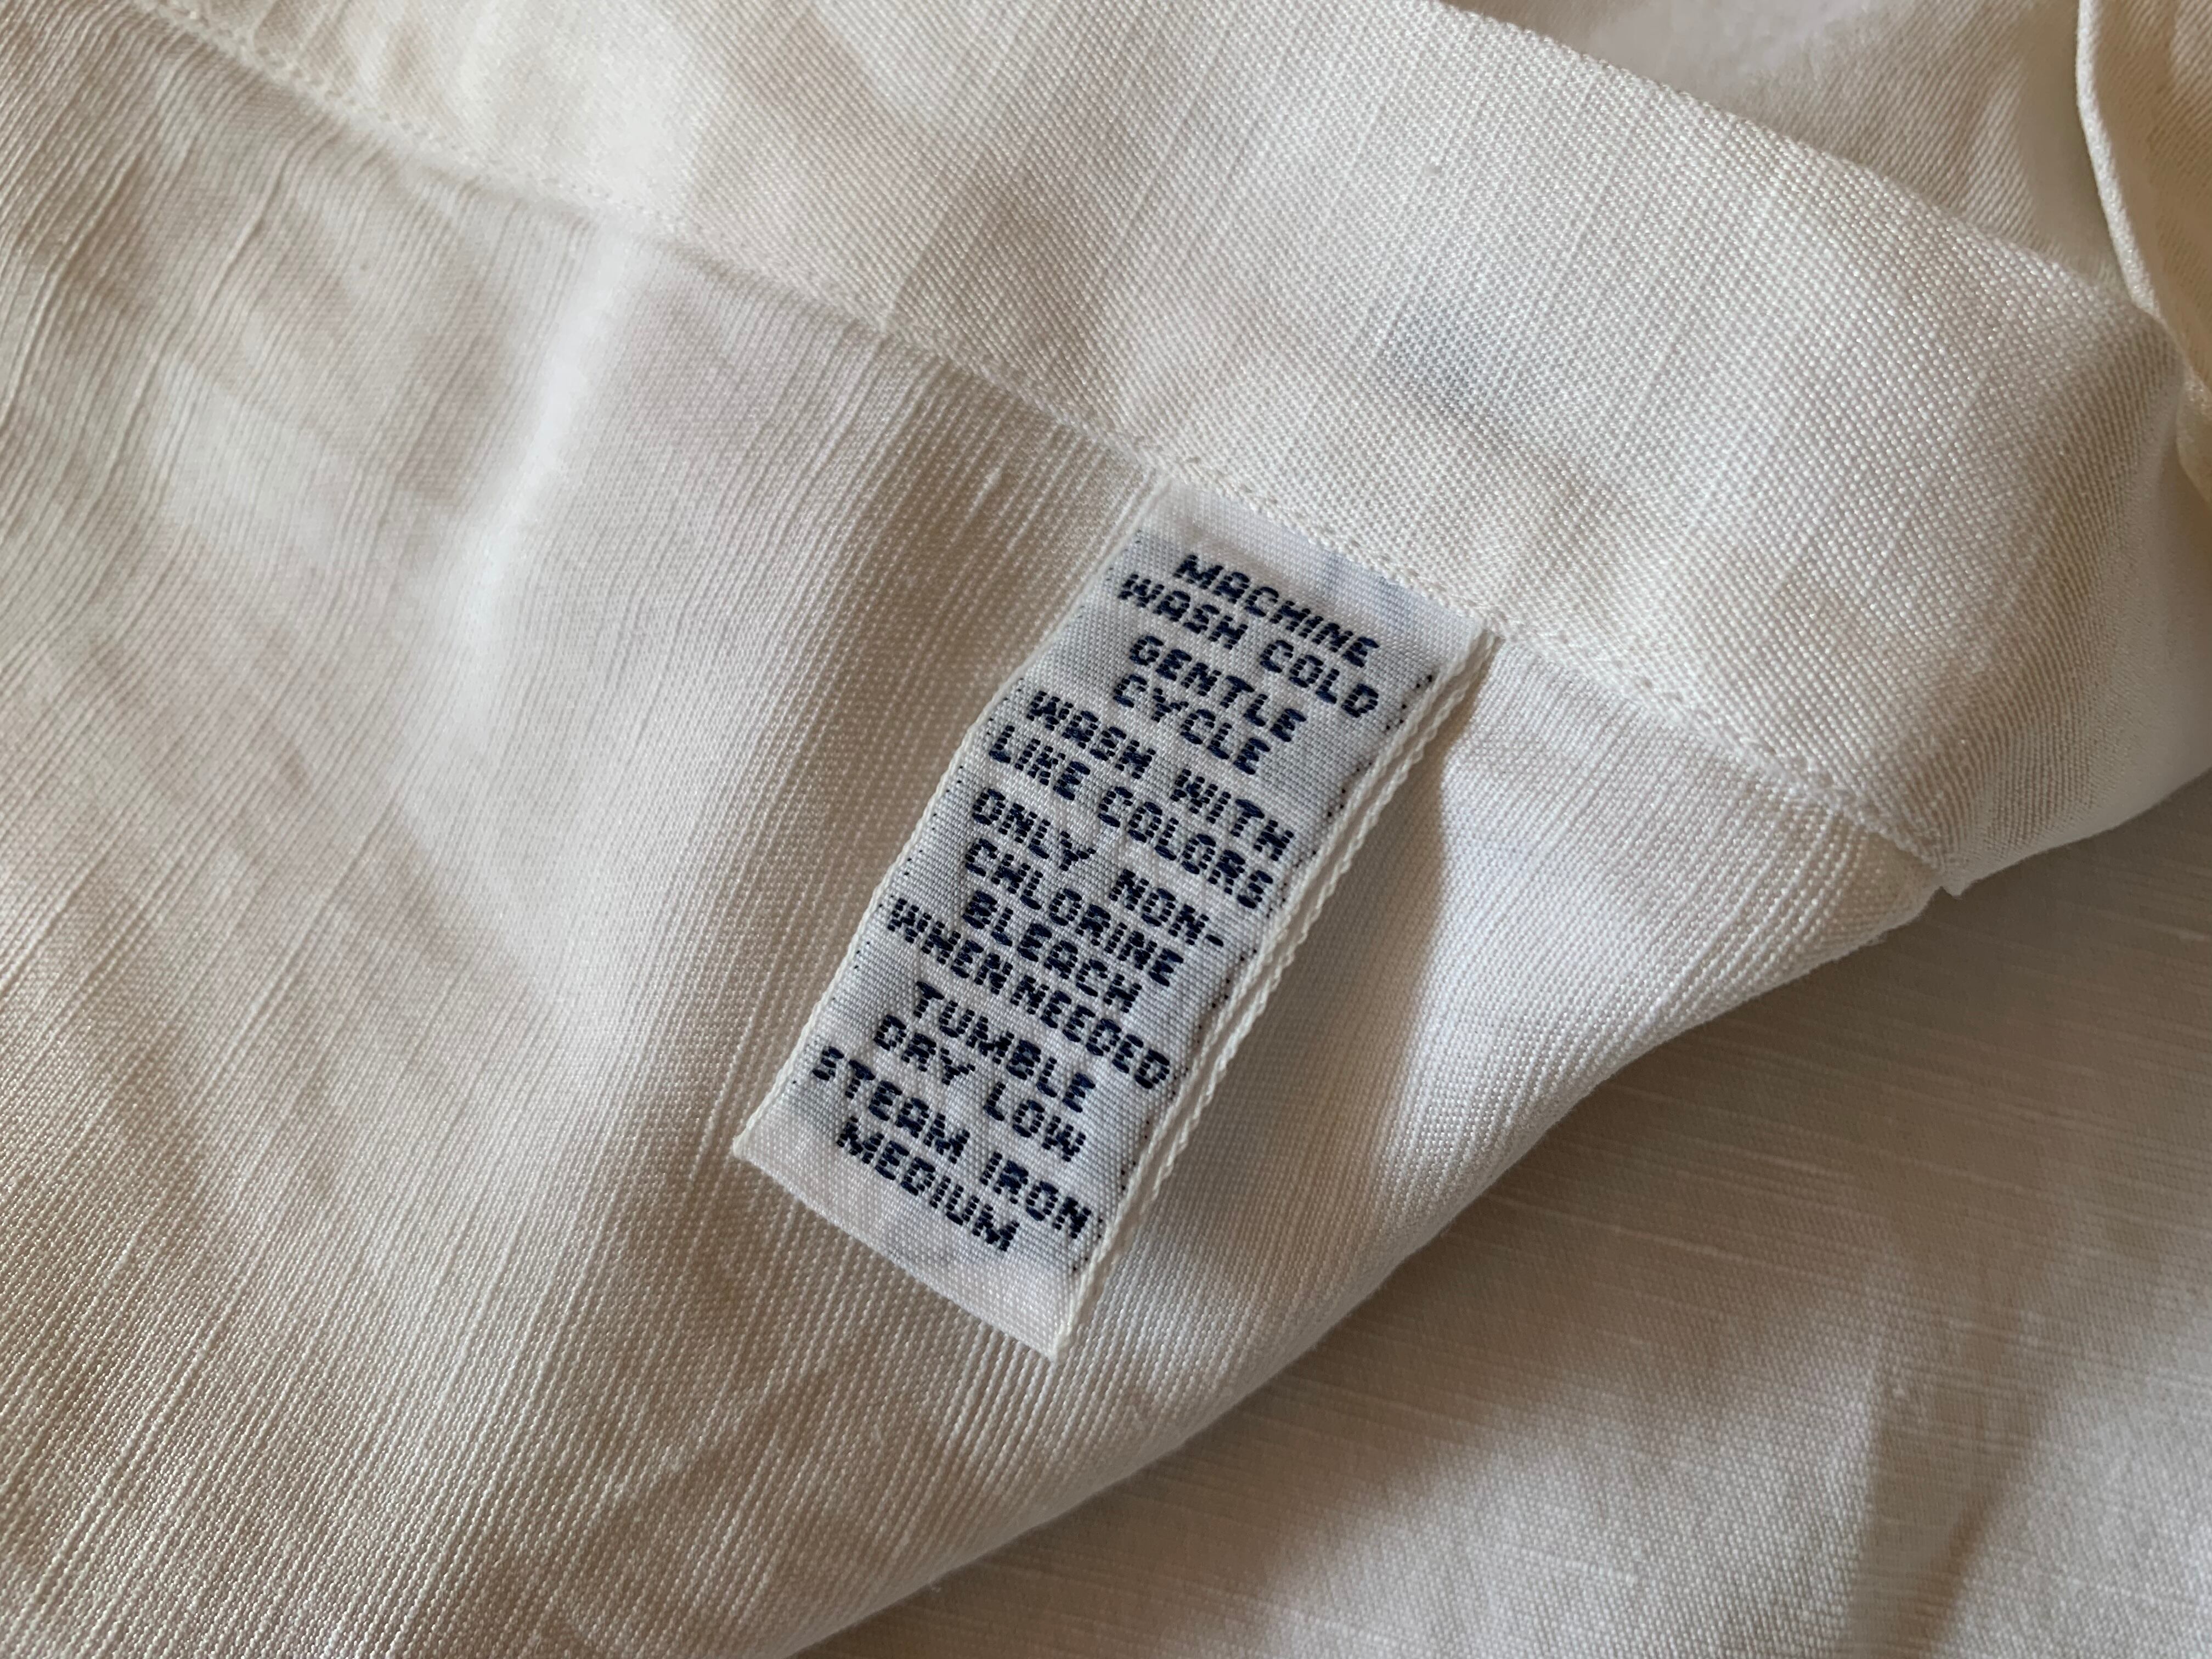 MACHINE
WASH COLD
GENTLE
CYCLE
WASH WITH
LIKE COLORS
ONLY NON-
CHLORINE
BLEACH
WHEN NEEDED
TUMBLE
DRY LOW
STEAM IRON
MEDIUM